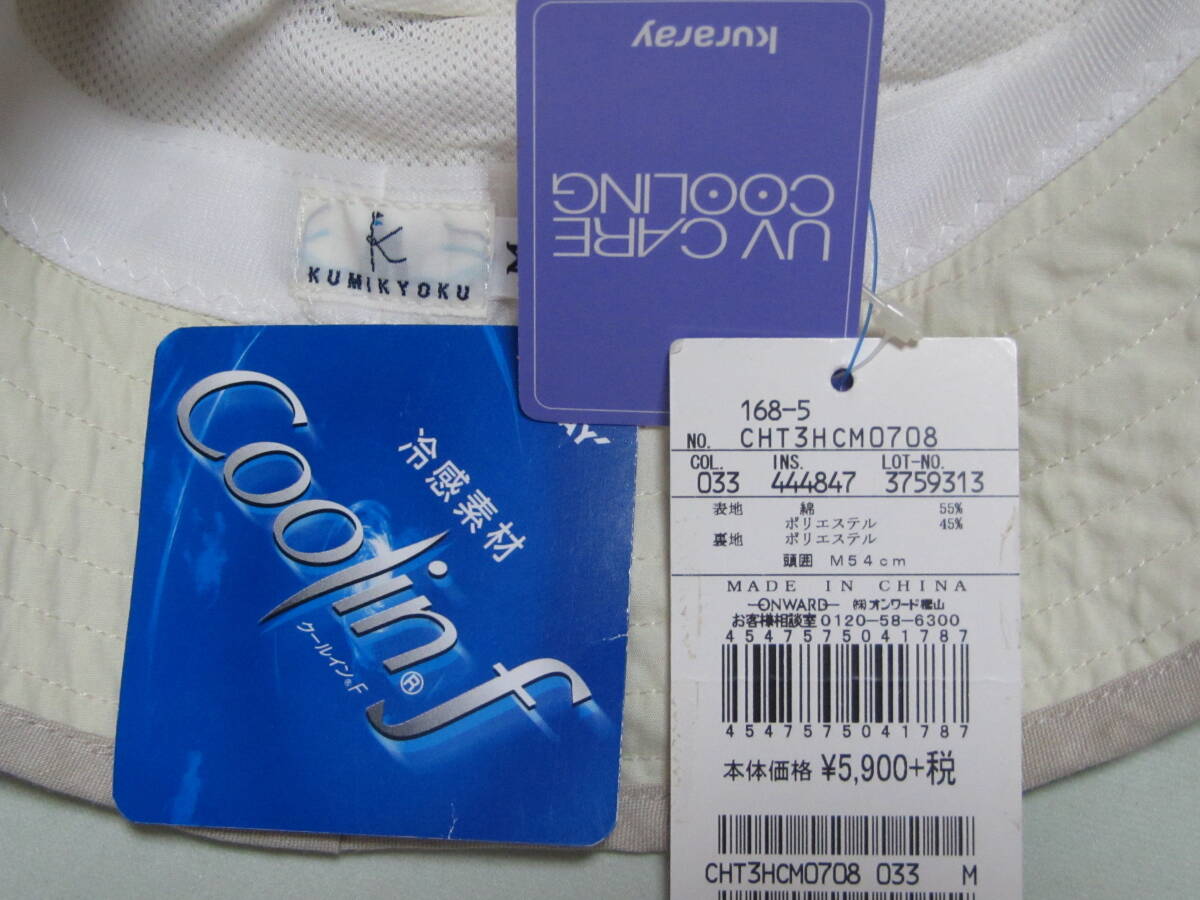 kuraray
UV CARE
COOLING
K
KUMIKYOKU
M
冷感素材
Coolin f®
クールイン®F
168-5
NO. CHT3HCM0708
COL. INS. LOT-NO.
033 444847 3759313
表地 綿 55%
ポリエステル 45%
裏地 ポリエステル
頭囲 M54cm
MADE IN CHINA
ONWARD ㈱オンワード樫山
お客様相談室 0120-58-6300
4547575041787
4547575041787
本体価格 ¥5,900+税
CHT3HCM0708 033 M